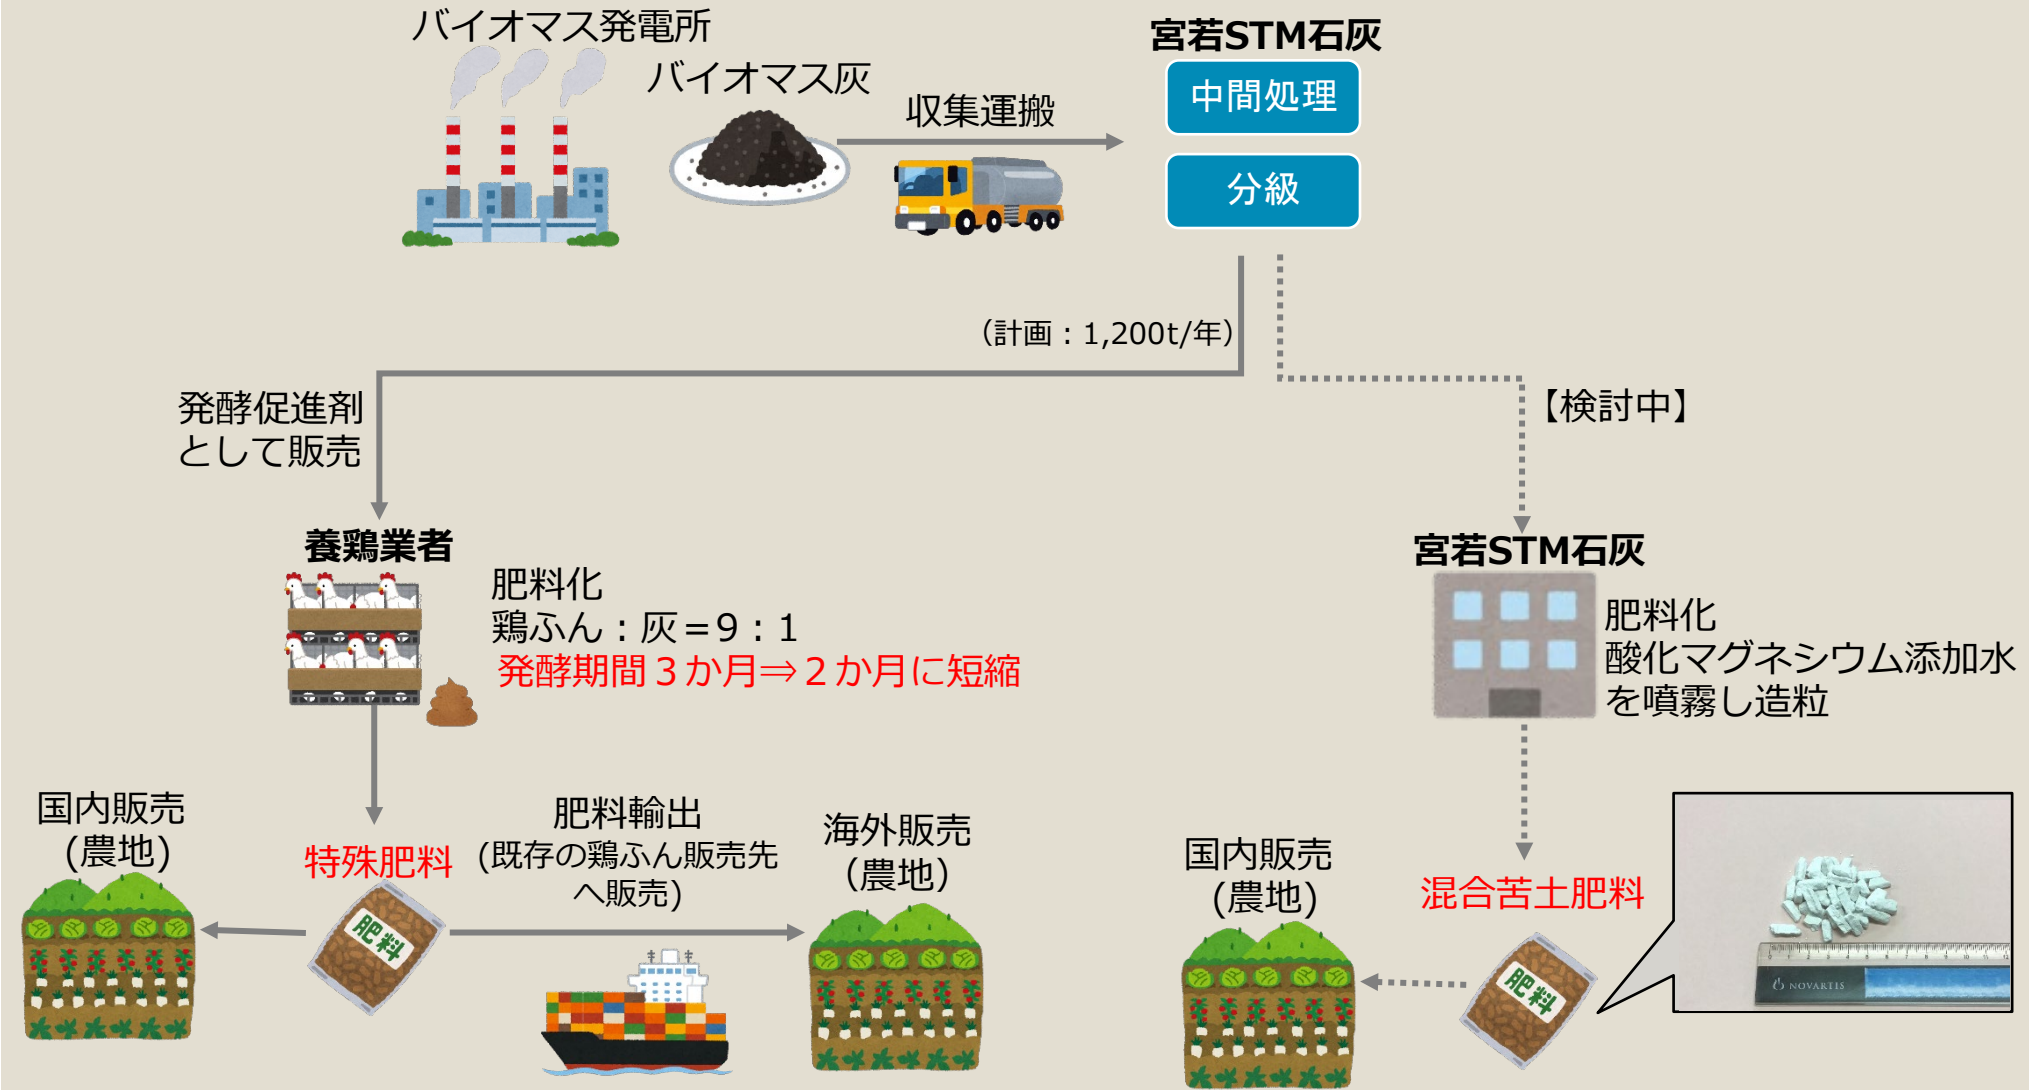 バイオマス発電所
バイオマス灰
収集運搬
宮若STM石灰
中間処理
分級
（計画：1,200t/年）
発酵促進剤
として販売
【検討中】
養鶏業者
肥料化
鶏ふん：灰＝9：1
発酵期間３か月⇒２か月に短縮
宮若STM石灰
肥料化
酸化マグネシウム添加水
を噴霧し造粒
国内販売
(農地)
特殊肥料
肥料
肥料輸出
(既存の鶏ふん販売先
へ販売)
海外販売
(農地)
国内販売
(農地)
混合苦土肥料
肥料
NOVARTIS